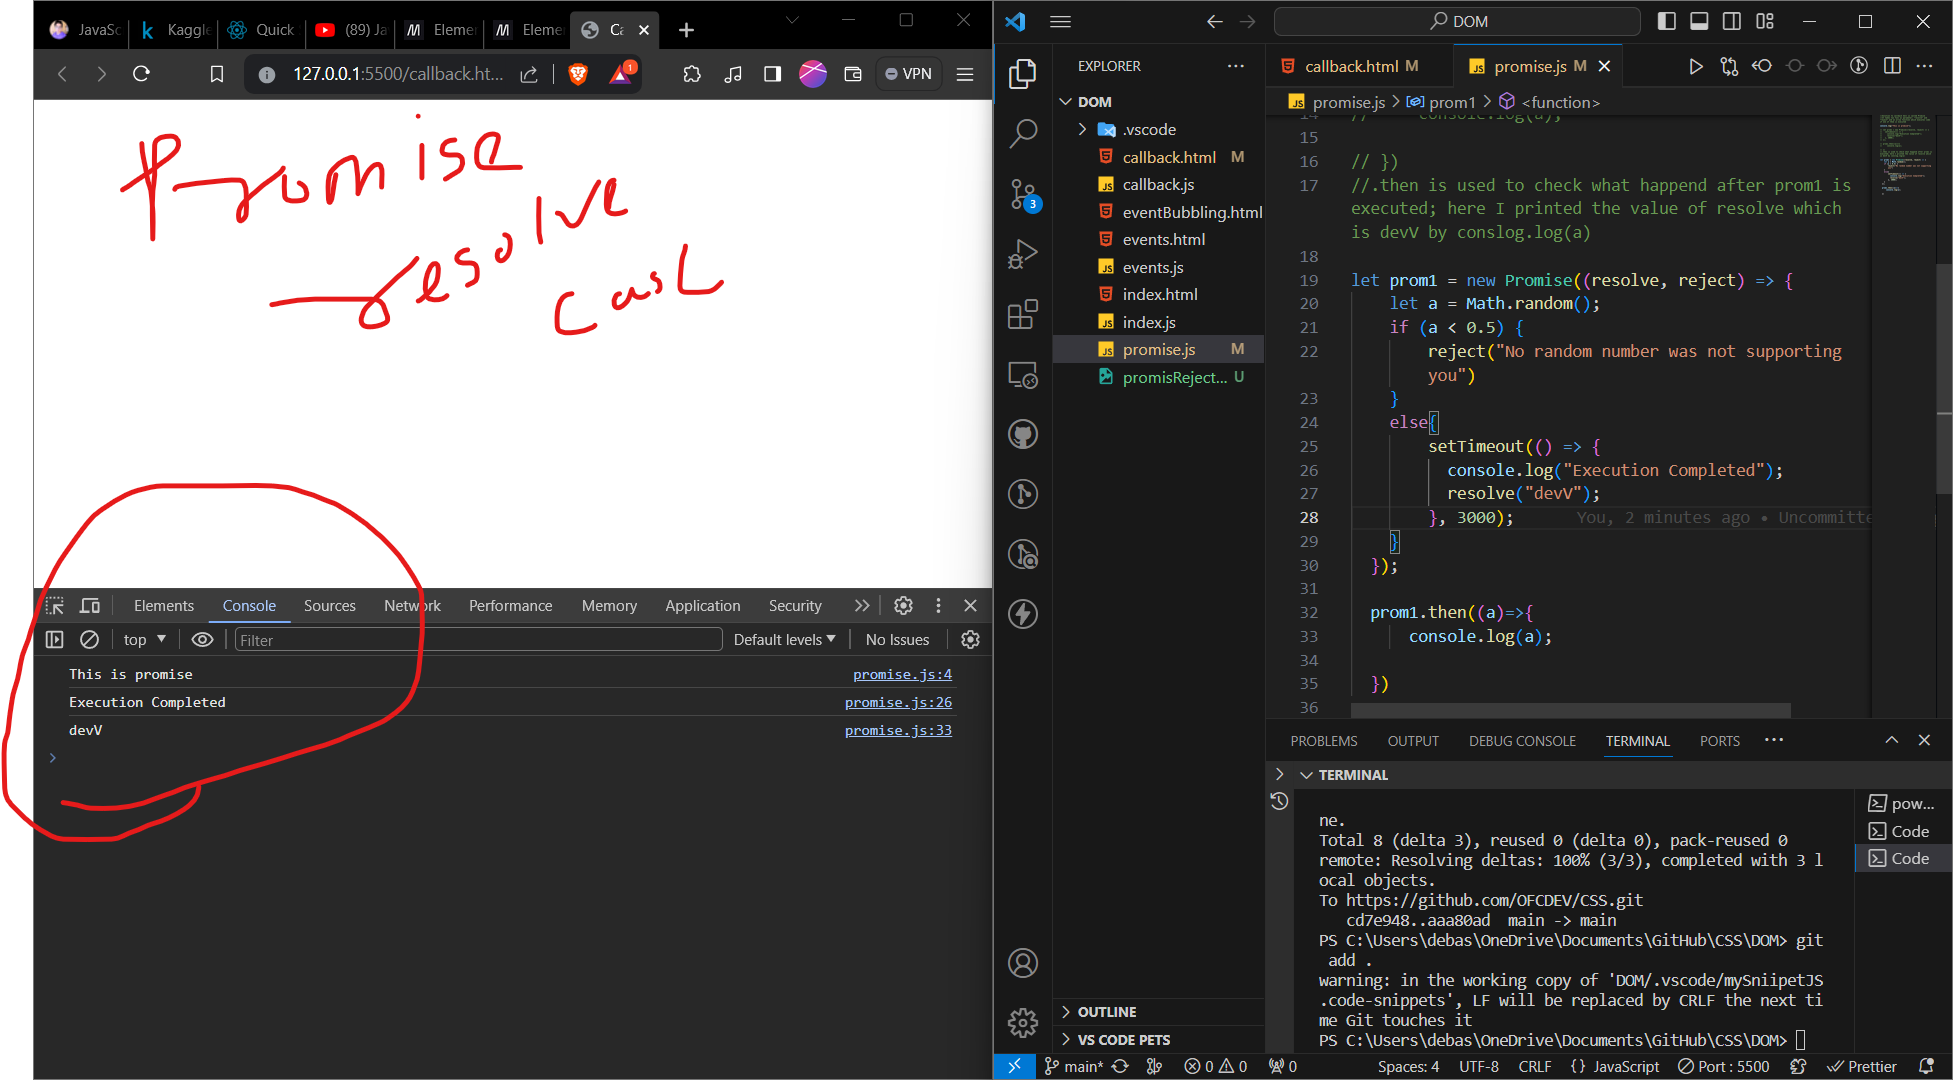 JavaSc
Kaggle
Quick
(89) Ja
Eleme
Eleme
Ca
127.0.0.1:5500/callback.ht...
1
VPN
Promise
resolve
Elements Console Sources Network Performance Memory Application Security
top Filter Default levels No Issues
This is promise promise.js:4
Execution Completed promise.js:26
devV promise.js:33
DOM
EXPLORER
DOM
.vscode
callback.html M
callback.js
eventBubbling.html
events.html
events.js
index.html
index.js
promise.js M
promisReject... U
3
OUTLINE
VS CODE PETS
callback.html M promise.js M
promise.js > prom1 > <function>
14 // console.log(a);
15
16 // })
17 //.then is used to check what happend after prom1 is
executed; here I printed the value of resolve which
is devV by conslog.log(a)
18
19 let prom1 = new Promise((resolve, reject) => {
20 let a = Math.random();
21 if (a < 0.5) {
22 reject("No random number was not supporting
you")
23 }
24 else{
25 setTimeout(() => {
26 console.log("Execution Completed");
27 resolve("devV");
28 }, 3000); You, 2 minutes ago • Uncommitte
29 }
30 });
31
32 prom1.then((a)=>{
33 console.log(a);
34
35 })
36
PROBLEMS OUTPUT DEBUG CONSOLE TERMINAL PORTS
TERMINAL
ne.
Total 8 (delta 3), reused 0 (delta 0), pack-reused 0
remote: Resolving deltas: 100% (3/3), completed with 3 l
ocal objects.
To https://github.com/OFCDEV/CSS.git
cd7e948..aaa80ad main -> main
PS C:\Users\debas\OneDrive\Documents\GitHub\CSS\DOM> git
add .
warning: in the working copy of 'DOM/.vscode/mySniipetJS
.code-snippets', LF will be replaced by CRLF the next ti
me Git touches it
PS C:\Users\debas\OneDrive\Documents\GitHub\CSS\DOM>
pow...
Code
Code
main* 0 0 0 Spaces: 4 UTF-8 CRLF {} JavaScript Port : 5500 Prettier